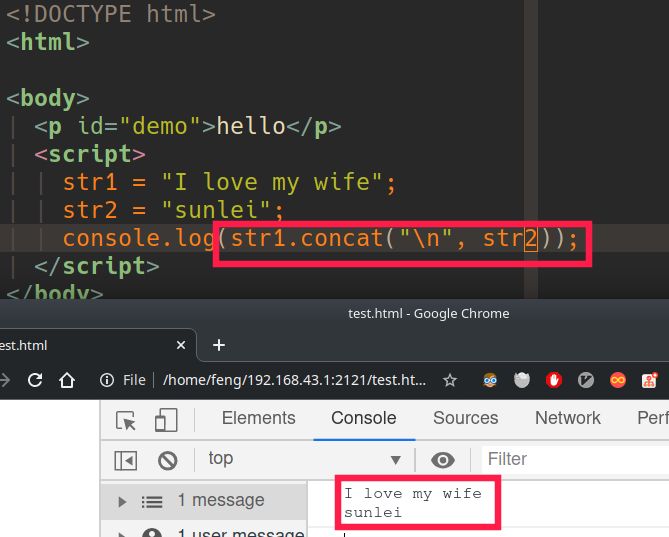 <!DOCTYPE html>
<html>
<body>
<p id="demo">hello</p>
<script>
str1 = "I love my wife";
str2 = "sunlei";
console.log(str1.concat("\n", str2));
</script>
</body>
test.html - Google Chrome
est.html × +
File /home/feng/192.168.43.1:2121/test.ht...
Elements Console Sources Network Perf
top ▼ Filter
1 message
I love my wife
sunlei
1 user message